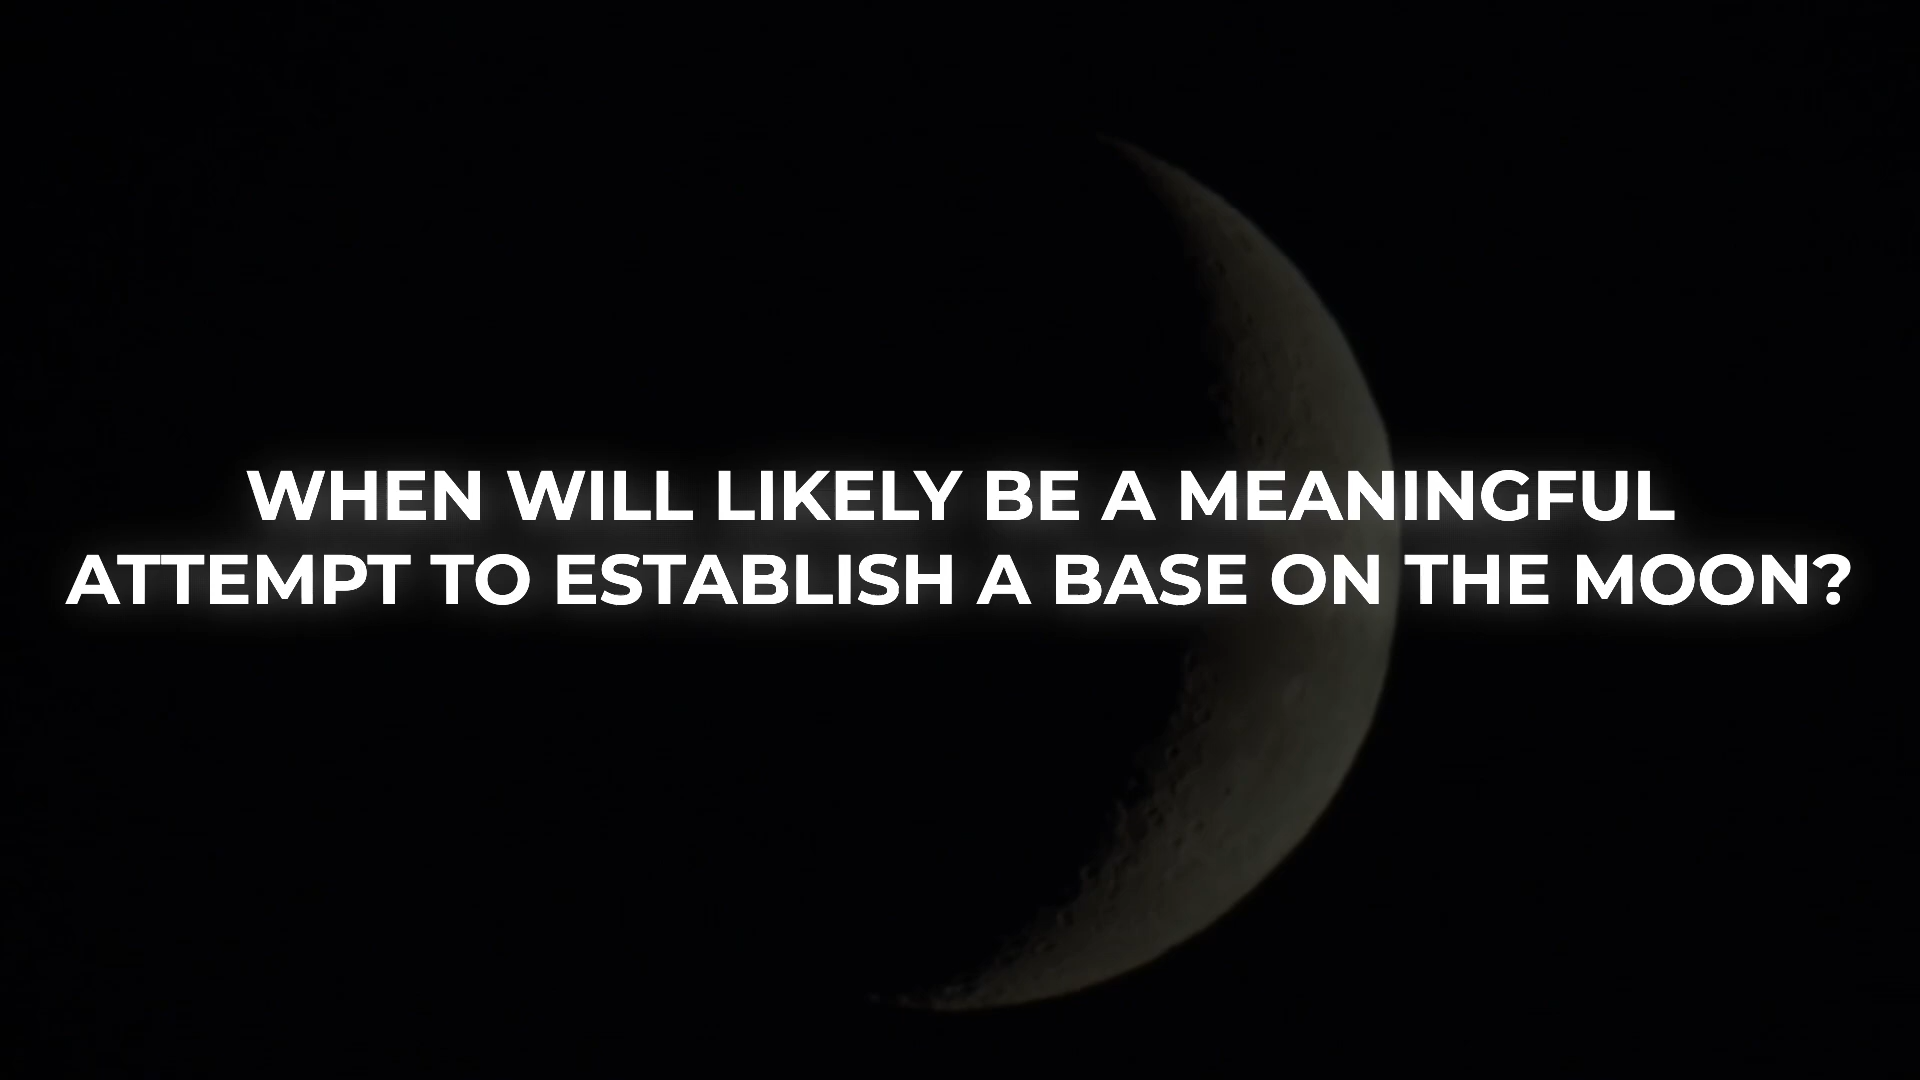 WHEN WILL LIKELY BE A MEANINGFUL
ATTEMPT TO ESTABLISH A BASE ON THE MOON?